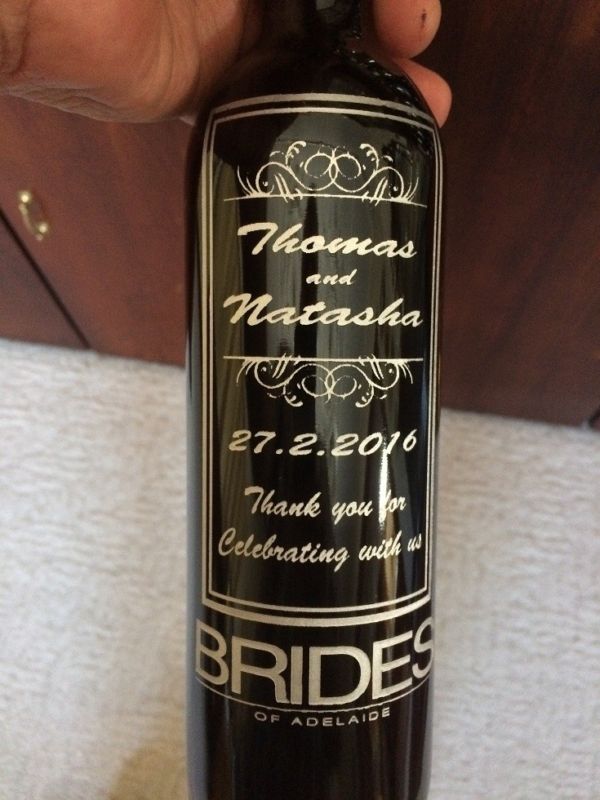 Thomas
and
Natasha
27.2.2016
Thank you for
Celebrating with us
BRIDES
OF ADELAIDE